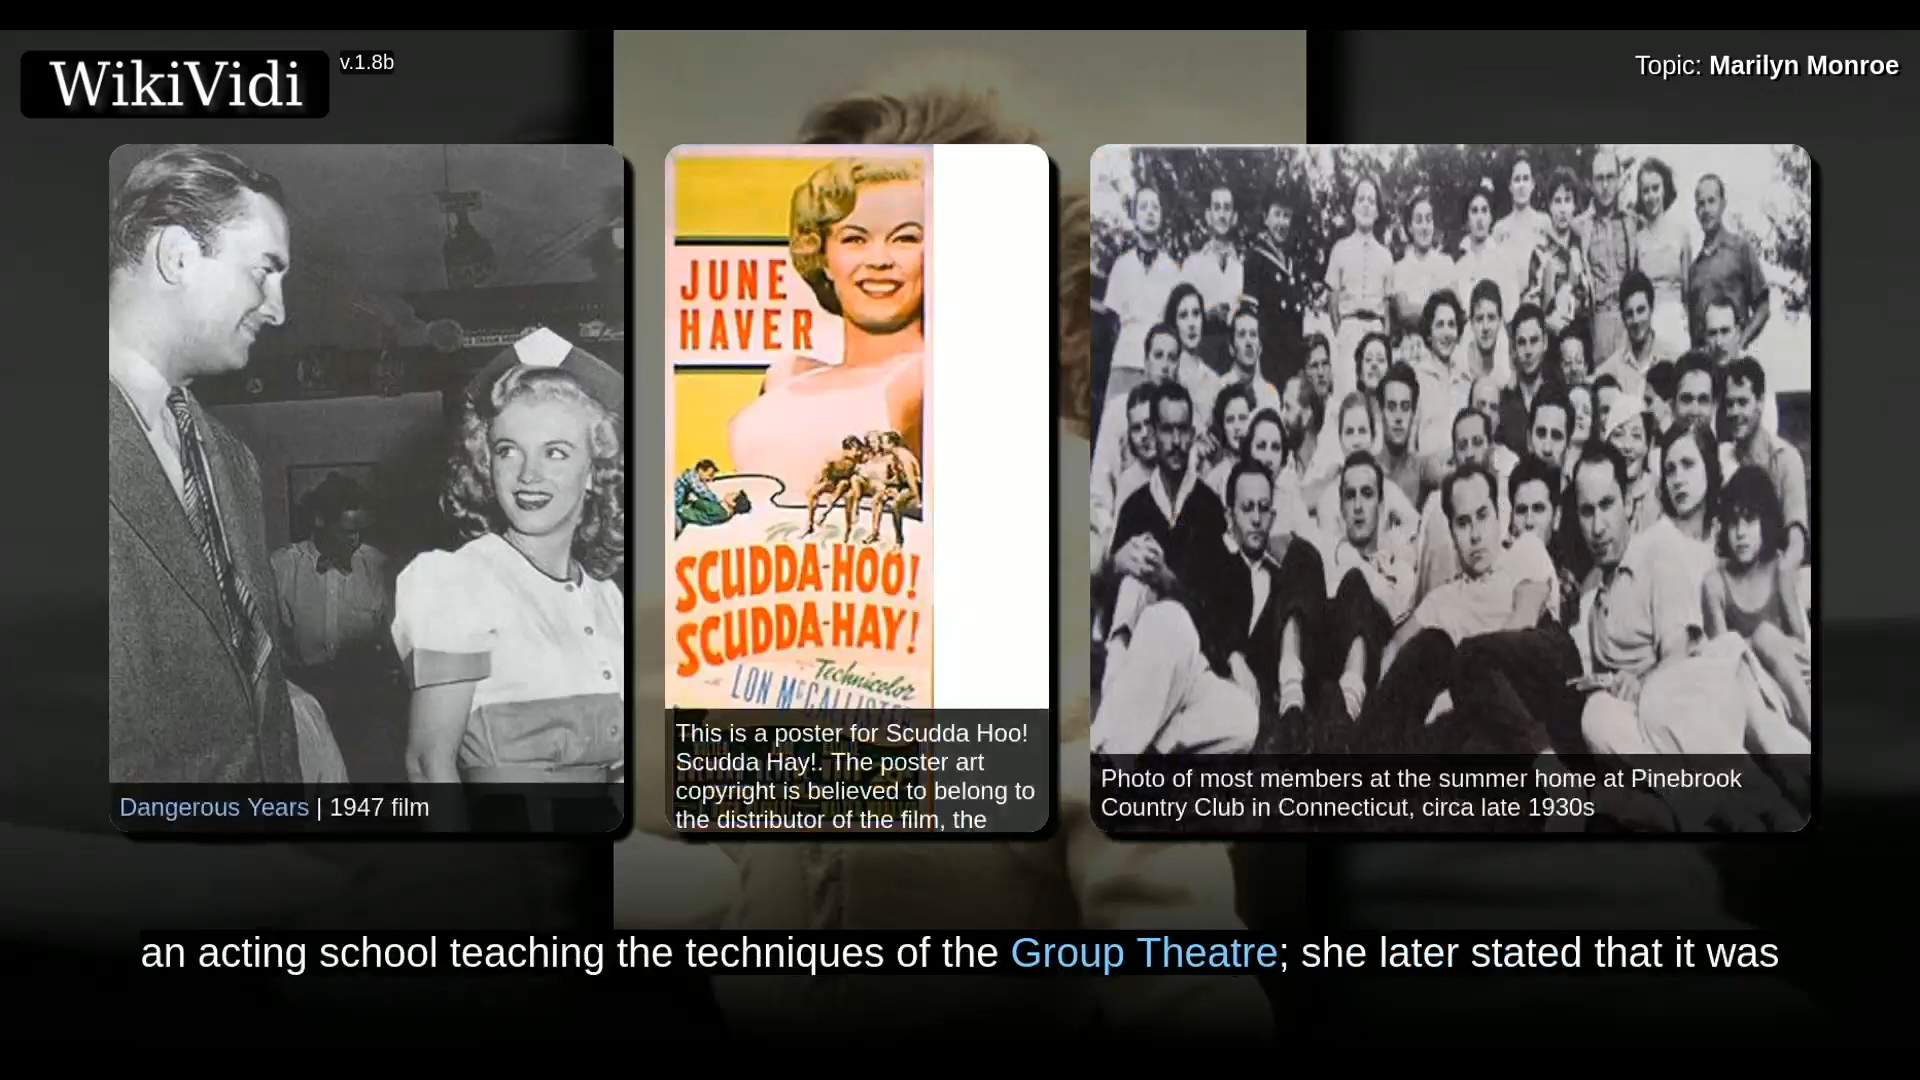 WikiVidi
v.1.8b
Topic: Marilyn Monroe
JUNE
HAVER
SCUDDA-HOO!
SCUDDA-HAY!
Technicolor
LON McCALLISTER
Dangerous Years | 1947 film
This is a poster for Scudda Hoo!
Scudda Hay!. The poster art
copyright is believed to belong to
the distributor of the film, the
Photo of most members at the summer home at Pinebrook
Country Club in Connecticut, circa late 1930s
an acting school teaching the techniques of the Group Theatre; she later stated that it was